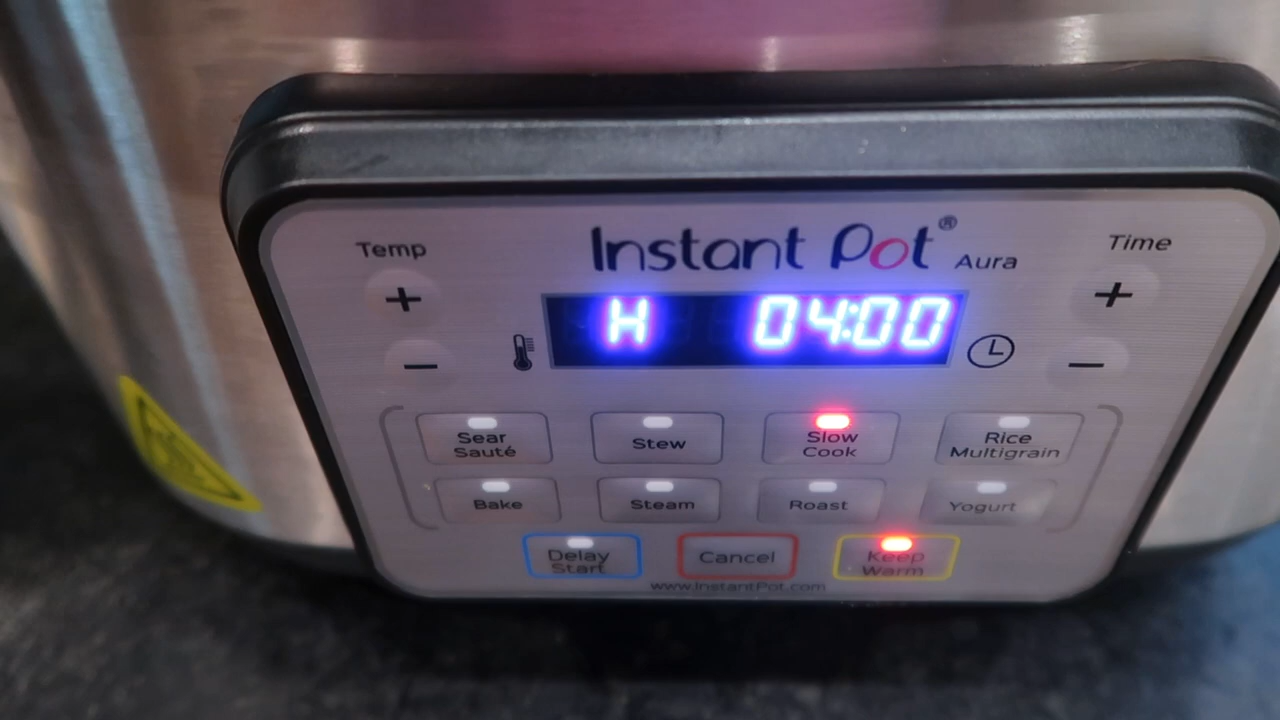 Instant Pot®
Aura
Temp
Time
+
+
H 04:00
−
−
Sear
Sauté
Stew
Slow
Cook
Rice
Multigrain
Bake
Steam
Roast
Yogurt
Delay
Start
Cancel
Keep
Warm
www.InstantPot.com